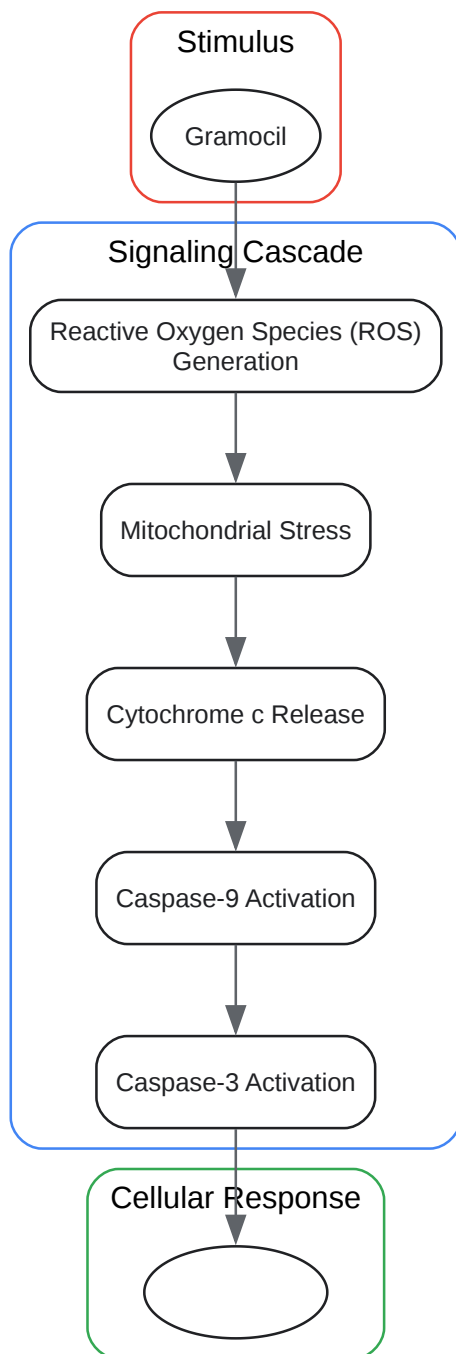 Stimulus
Gramocil
Signaling Cascade
Reactive Oxygen Species (ROS)
Generation
Mitochondrial Stress
Cytochrome c Release
Caspase-9 Activation
Caspase-3 Activation
Cellular Response